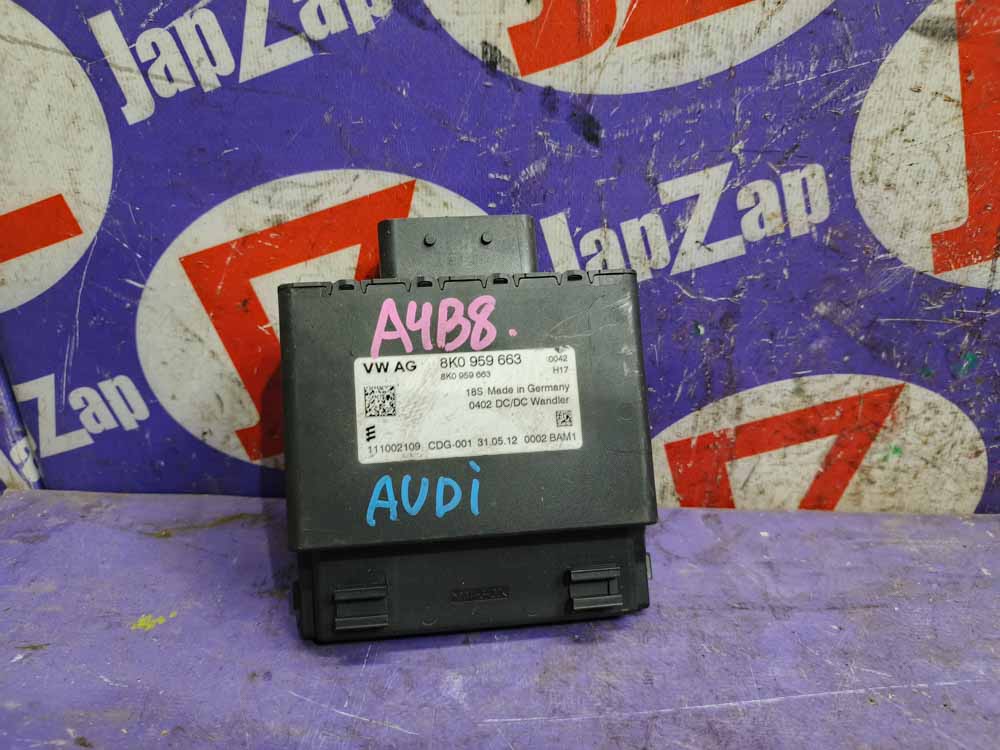 JapZap
JapZap
Zap
A4B8.
VW AG 8K0 959 663 0042
8K0 959 663 H17
18S Made in Germany
0402 DC/DC Wandler
111002109 CDG-001 31.05.12 0002 BAM1
AUDi